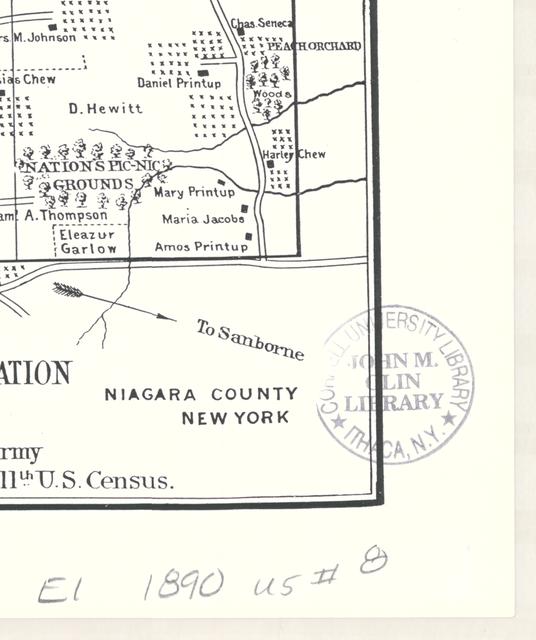 Chas. Seneca
rs M. Johnson
PEACH ORCHARD
ias Chew
Daniel Printup
Woods
D. Hewitt
Harley Chew
NATIONS PIC-NIC
GROUNDS
Mary Printup
am! A. Thompson
Maria Jacobs
Eleazur
Garlow
Amos Printup
To Sanborne
ATION
NIAGARA COUNTY
NEW YORK
CORNELL UNIVERSITY LIBRARY
JOHN M.
OLIN
LIBRARY
★ ITHACA, N.Y. ★
rmy
11th U.S. Census.
E1 1890 US # 8